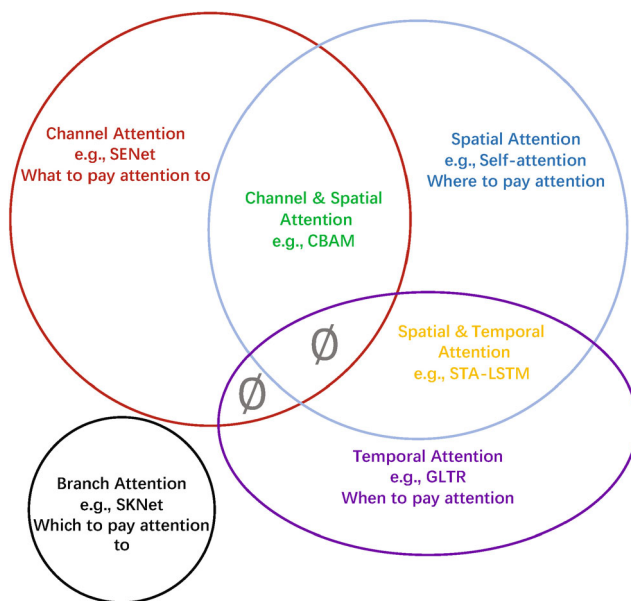 Channel Attention
e.g., SENet
What to pay attention to
Spatial Attention
e.g., Self-attention
Where to pay attention
Channel & Spatial
Attention
e.g., CBAM
∅
Spatial & Temporal
Attention
e.g., STA-LSTM
∅
Temporal Attention
e.g., GLTR
When to pay attention
Branch Attention
e.g., SKNet
Which to pay attention
to